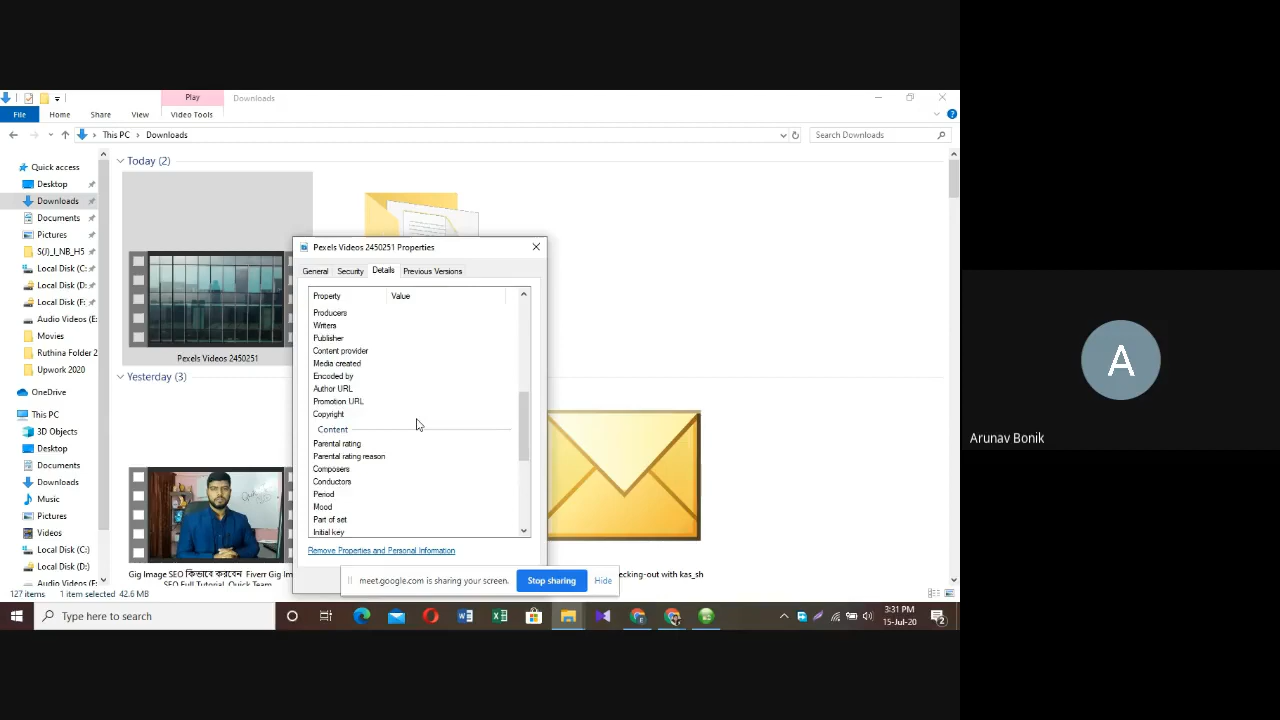 Play
Downloads
File
Home
Share
View
Video Tools
This PC
Downloads
Search Downloads
Quick access
Desktop
Downloads
Documents
Pictures
S(J)_I_NB_H5
Local Disk (C:
Local Disk (D:
Local Disk (F:
Audio Videos (E:
Movies
Ruthina Folder 2
Upwork 2020
OneDrive
This PC
3D Objects
Desktop
Documents
Downloads
Music
Pictures
Videos
Local Disk (C:)
Local Disk (D:)
Today (2)
Pexels Videos 2450251
Yesterday (3)
Gig Image SEO কিভাবে করবেন Fiverr Gig Im
SEO Full Tutorial
Quick Team
ecking-out with kas_sh
Pexels Videos 2450251 Properties
General
Security
Details
Previous Versions
Property
Value
Producers
Writers
Publisher
Content provider
Media created
Encoded by
Author URL
Promotion URL
Copyright
Content
Parental rating
Parental rating reason
Composers
Conductors
Period
Mood
Part of set
Initial key
Remove Properties and Personal Information
meet.google.com is sharing your screen.
Stop sharing
Hide
127 items
1 item selected 42.6 MB
Type here to search
3:31 PM
15-Jul-20
2
A
Arunav Bonik